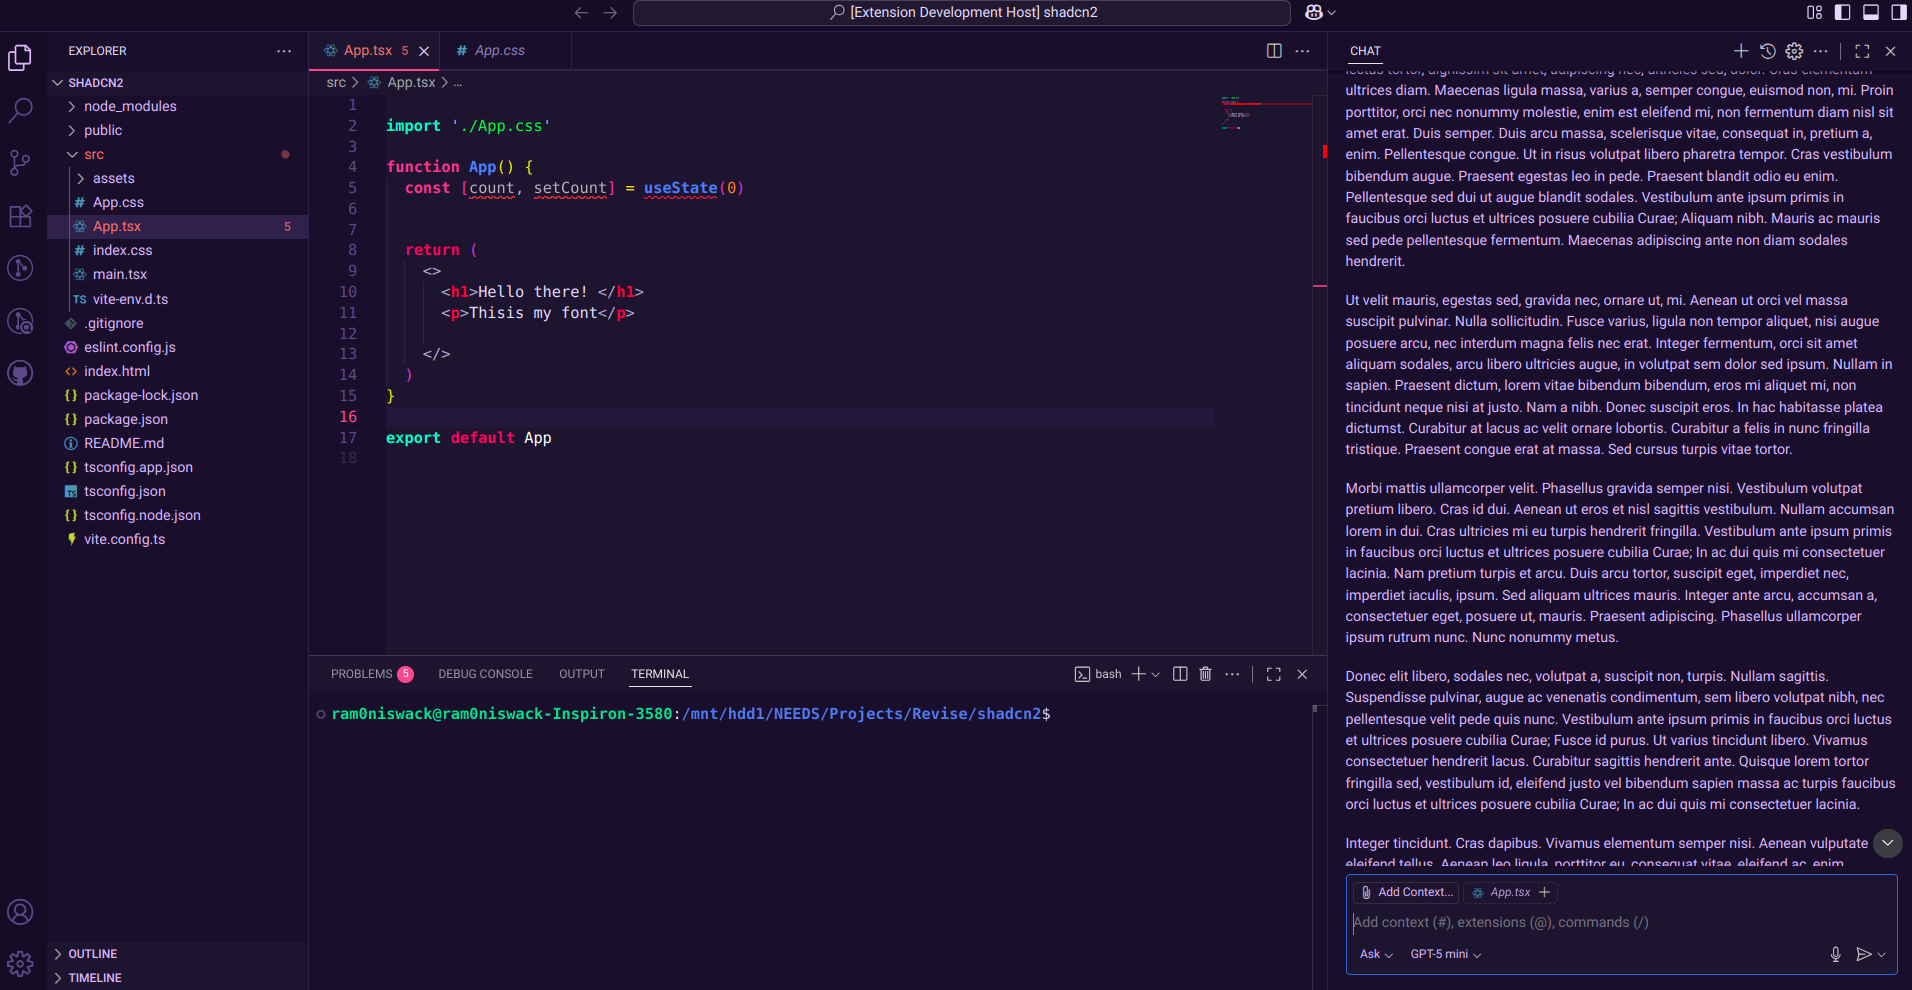 [Extension Development Host] shadcn2
EXPLORER
SHADCN2
node_modules
public
src
assets
App.css
App.tsx 5
index.css
main.tsx
TS vite-env.d.ts
.gitignore
eslint.config.js
index.html
package-lock.json
package.json
README.md
tsconfig.app.json
tsconfig.json
tsconfig.node.json
vite.config.ts
OUTLINE
TIMELINE
App.tsx 5
# App.css
src > App.tsx > ...
1
2 import './App.css'
3
4 function App() {
5 const [count, setCount] = useState(0)
6
7
8 return (
9 <>
10 <h1>Hello there! </h1>
11 <p>Thisis my font</p>
12
13 </>
14 )
15 }
16
17 export default App
18
PROBLEMS 5 DEBUG CONSOLE OUTPUT TERMINAL
bash
ram0niswack@ram0niswack-Inspiron-3580:/mnt/hdd1/NEEDS/Projects/Revise/shadcn2$
CHAT
lectus tortor, dignissim sit amet, adipiscing nec, ultricies sed, dolor. Cras elementum
ultrices diam. Maecenas ligula massa, varius a, semper congue, euismod non, mi. Proin
porttitor, orci nec nonummy molestie, enim est eleifend mi, non fermentum diam nisl sit
amet erat. Duis semper. Duis arcu massa, scelerisque vitae, consequat in, pretium a,
enim. Pellentesque congue. Ut in risus volutpat libero pharetra tempor. Cras vestibulum
bibendum augue. Praesent egestas leo in pede. Praesent blandit odio eu enim.
Pellentesque sed dui ut augue blandit sodales. Vestibulum ante ipsum primis in
faucibus orci luctus et ultrices posuere cubilia Curae; Aliquam nibh. Mauris ac mauris
sed pede pellentesque fermentum. Maecenas adipiscing ante non diam sodales
hendrerit.
Ut velit mauris, egestas sed, gravida nec, ornare ut, mi. Aenean ut orci vel massa
suscipit pulvinar. Nulla sollicitudin. Fusce varius, ligula non tempor aliquet, nisi augue
posuere arcu, nec interdum magna felis nec erat. Integer fermentum, orci sit amet
aliquam sodales, arcu libero ultricies augue, in volutpat sem dolor sed ipsum. Nullam in
sapien. Praesent dictum, lorem vitae bibendum bibendum, eros mi aliquet mi, non
tincidunt neque nisi at justo. Nam a nibh. Donec suscipit eros. In hac habitasse platea
dictumst. Curabitur at lacus ac velit ornare lobortis. Curabitur a felis in nunc fringilla
tristique. Praesent congue erat at massa. Sed cursus turpis vitae tortor.
Morbi mattis ullamcorper velit. Phasellus gravida semper nisi. Vestibulum volutpat
pretium libero. Cras id dui. Aenean ut eros et nisl sagittis vestibulum. Nullam accumsan
lorem in dui. Cras ultricies mi eu turpis hendrerit fringilla. Vestibulum ante ipsum primis
in faucibus orci luctus et ultrices posuere cubilia Curae; In ac dui quis mi consectetuer
lacinia. Nam pretium turpis et arcu. Duis arcu tortor, suscipit eget, imperdiet nec,
imperdiet iaculis, ipsum. Sed aliquam ultrices mauris. Integer ante arcu, accumsan a,
consectetuer eget, posuere ut, mauris. Praesent adipiscing. Phasellus ullamcorper
ipsum rutrum nunc. Nunc nonummy metus.
Donec elit libero, sodales nec, volutpat a, suscipit non, turpis. Nullam sagittis.
Suspendisse pulvinar, augue ac venenatis condimentum, sem libero volutpat nibh, nec
pellentesque velit pede quis nunc. Vestibulum ante ipsum primis in faucibus orci luctus
et ultrices posuere cubilia Curae; Fusce id purus. Ut varius tincidunt libero. Vivamus
consectetuer hendrerit lacus. Curabitur sagittis hendrerit ante. Quisque lorem tortor
fringilla sed, vestibulum id, eleifend justo vel bibendum sapien massa ac turpis faucibus
orci luctus et ultrices posuere cubilia Curae; In ac dui quis mi consectetuer lacinia.
Integer tincidunt. Cras dapibus. Vivamus elementum semper nisi. Aenean vulputate
eleifend tellus. Aenean leo ligula, porttitor eu, consequat vitae, eleifend ac, enim.
Add Context... App.tsx
Add context (#), extensions (@), commands (/)
Ask GPT-5 mini